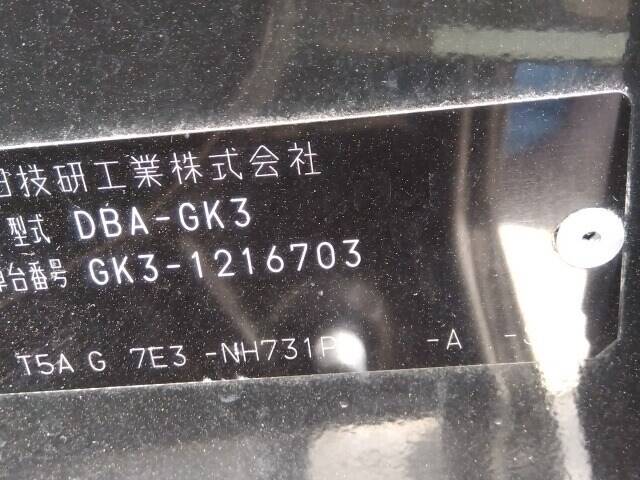 田技研工業株式会社
型式 DBA-GK3
台番号 GK3-1216703
T5A G 7E3 -NH731P -A -